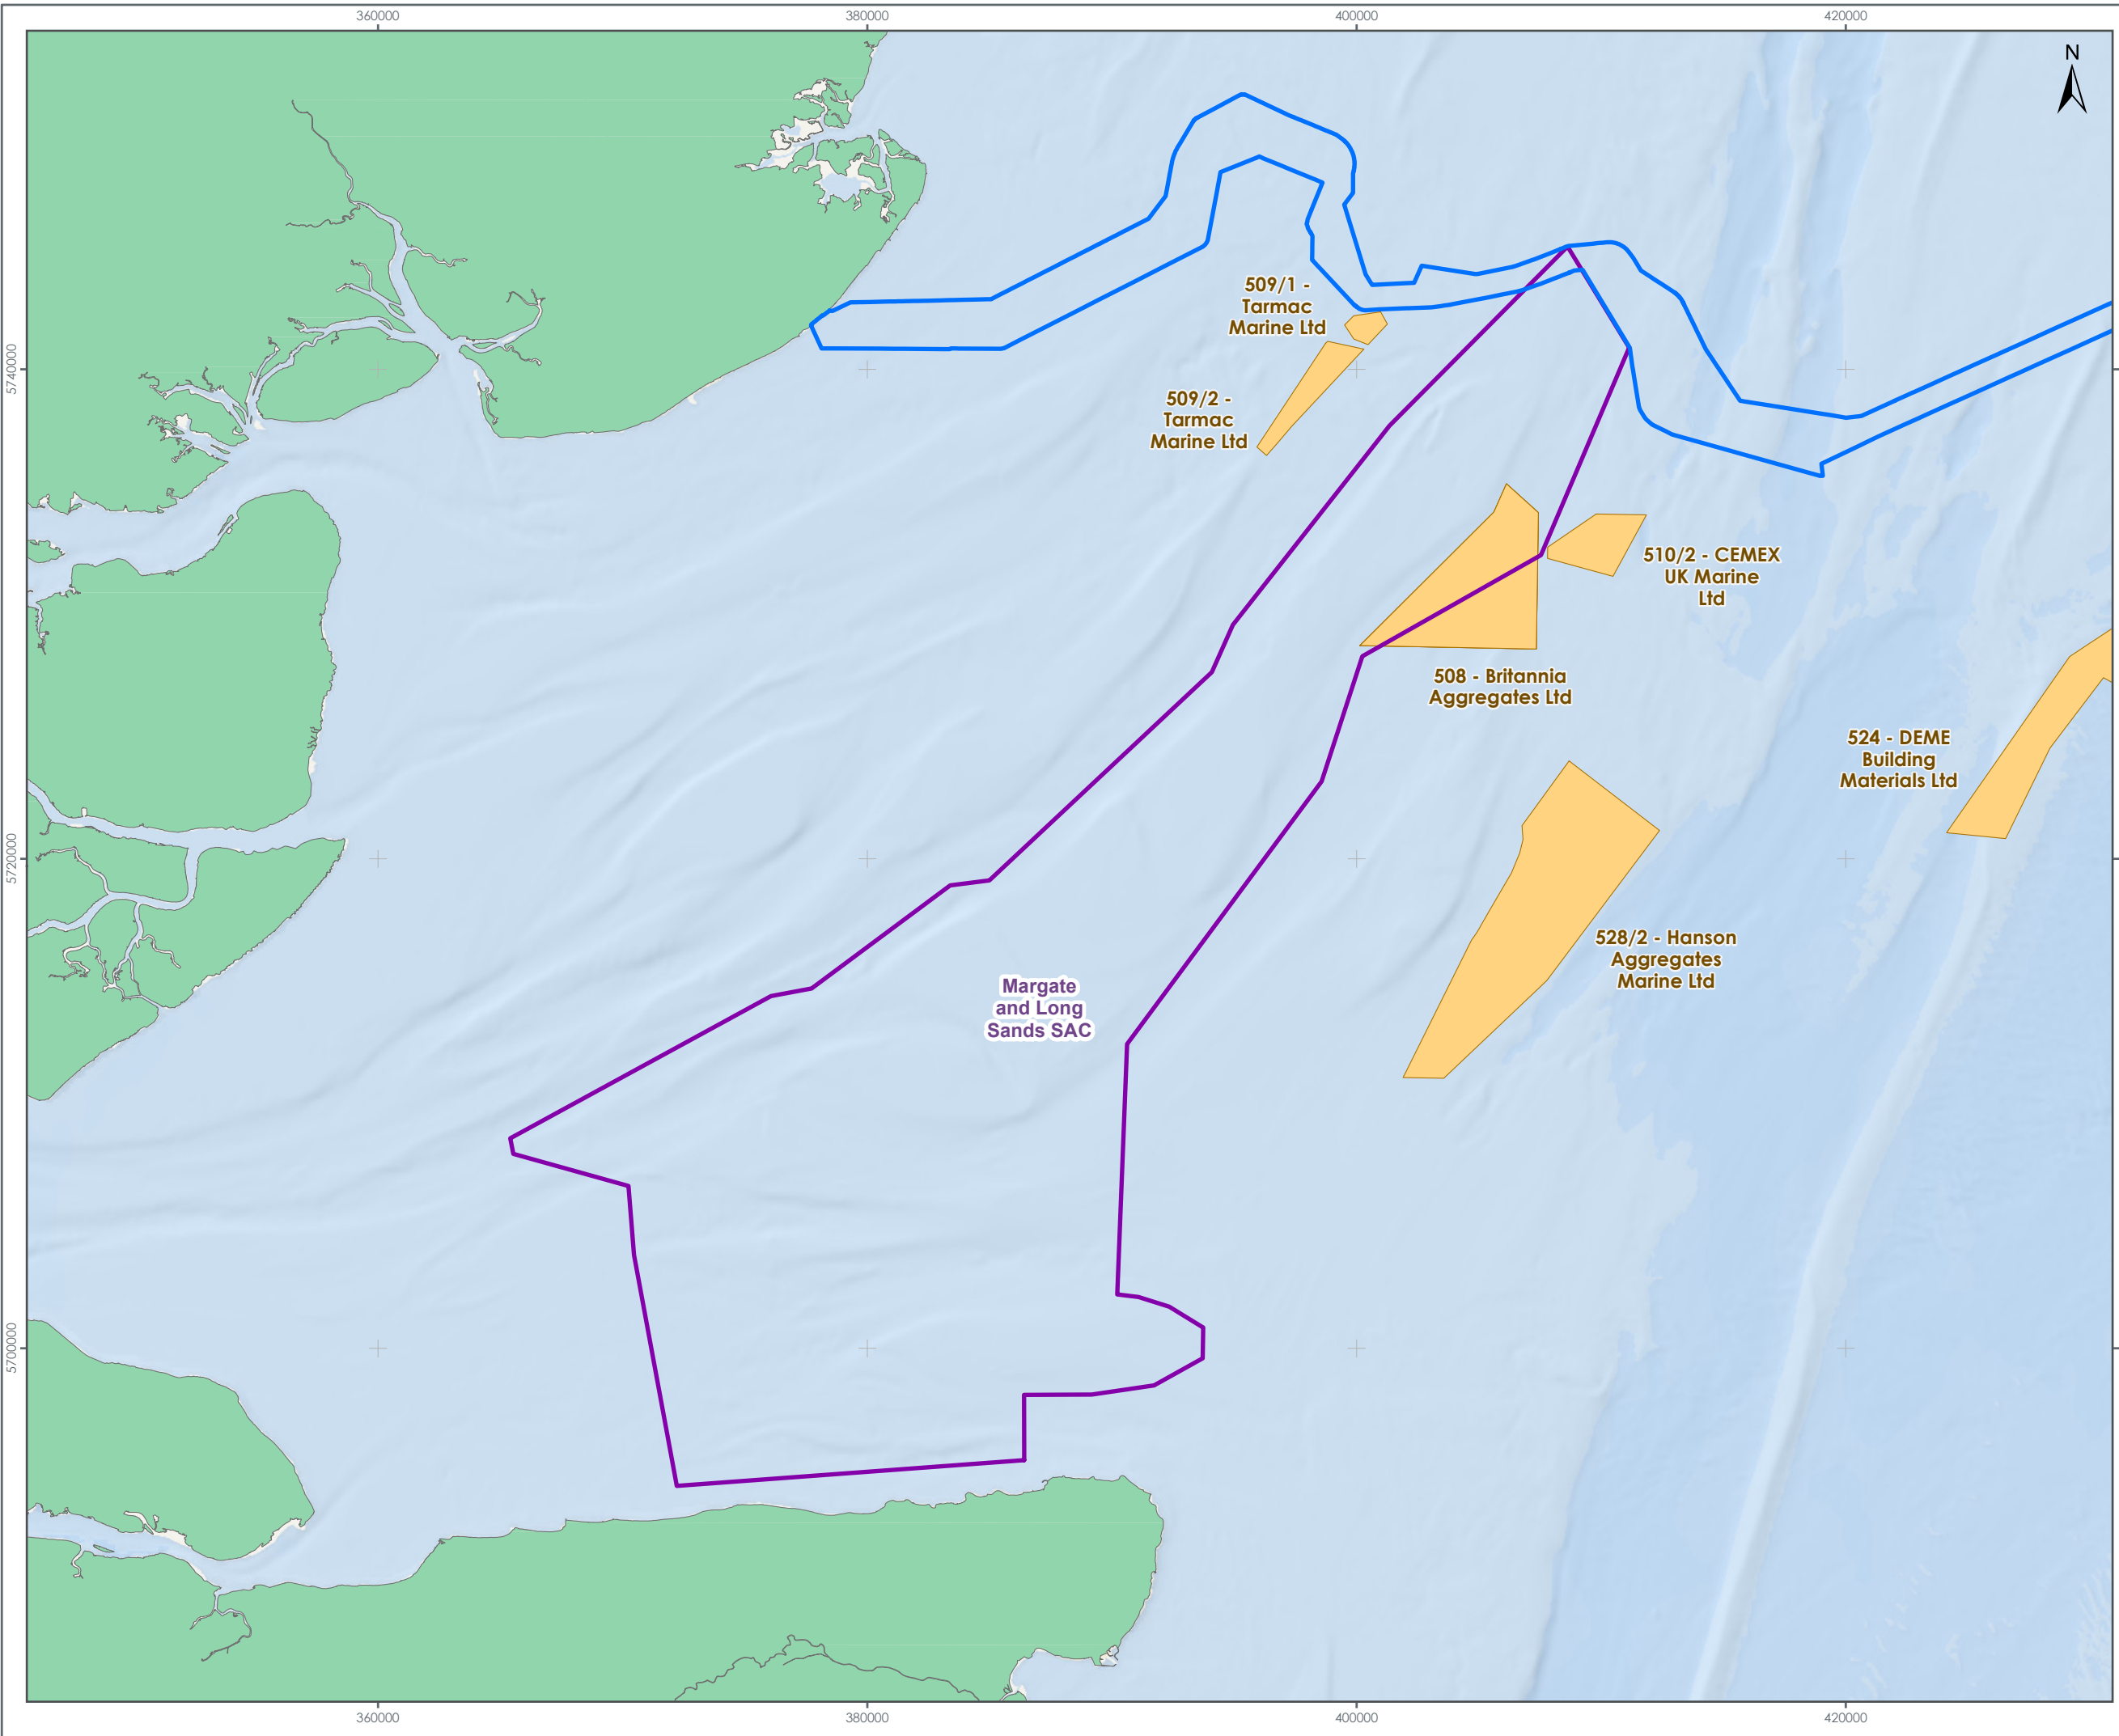 360000
380000
400000
420000
N
5740000
5720000
5700000
509/1 -
Tarmac
Marine Ltd
509/2 -
Tarmac
Marine Ltd
510/2 - CEMEX
UK Marine
Ltd
508 - Britannia
Aggregates Ltd
524 - DEME
Building
Materials Ltd
528/2 - Hanson
Aggregates
Marine Ltd
Margate
and Long
Sands SAC
360000
380000
400000
420000